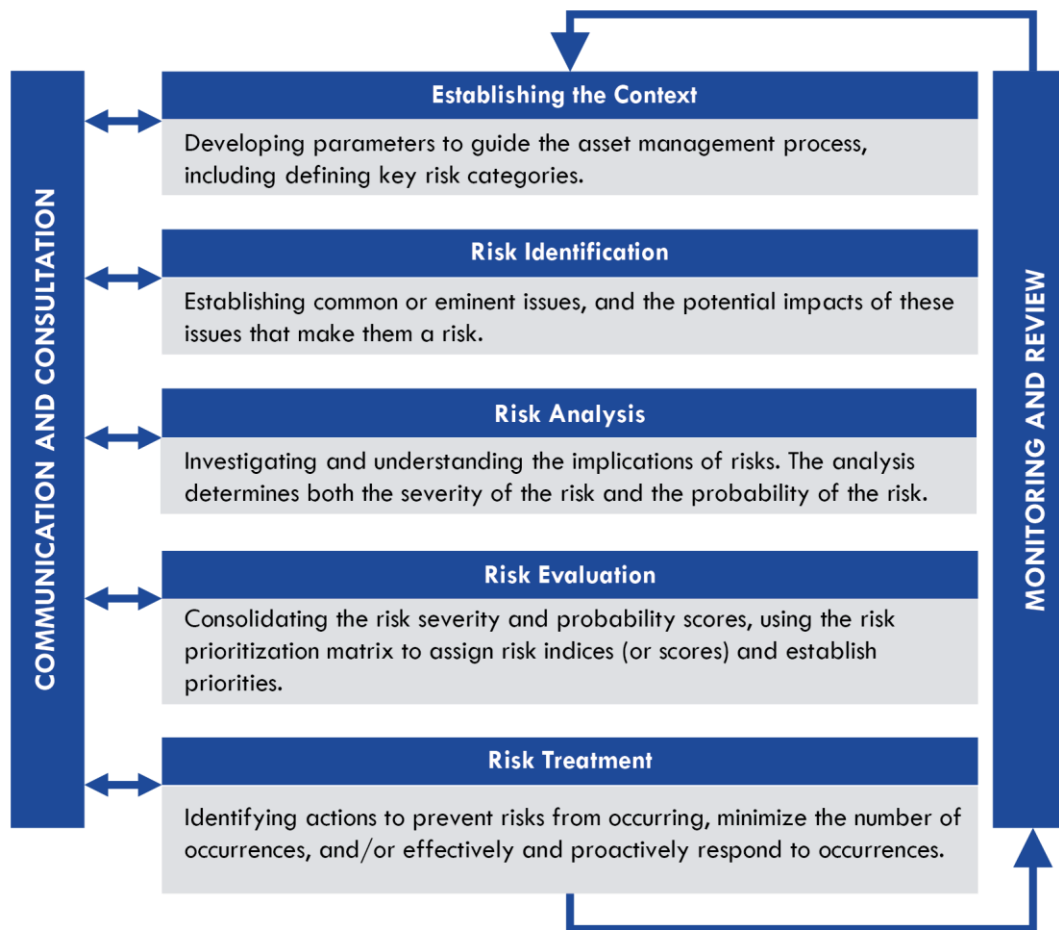 COMMUNICATION AND CONSULTATION
Establishing the Context
Developing parameters to guide the asset management process,
including defining key risk categories.
Risk Identification
Establishing common or eminent issues, and the potential impacts of these
issues that make them a risk.
Risk Analysis
Investigating and understanding the implications of risks. The analysis
determines both the severity of the risk and the probability of the risk.
Risk Evaluation
Consolidating the risk severity and probability scores, using the risk
prioritization matrix to assign risk indices (or scores) and establish
priorities.
Risk Treatment
Identifying actions to prevent risks from occurring, minimize the number of
occurrences, and/or effectively and proactively respond to occurrences.
MONITORING AND REVIEW